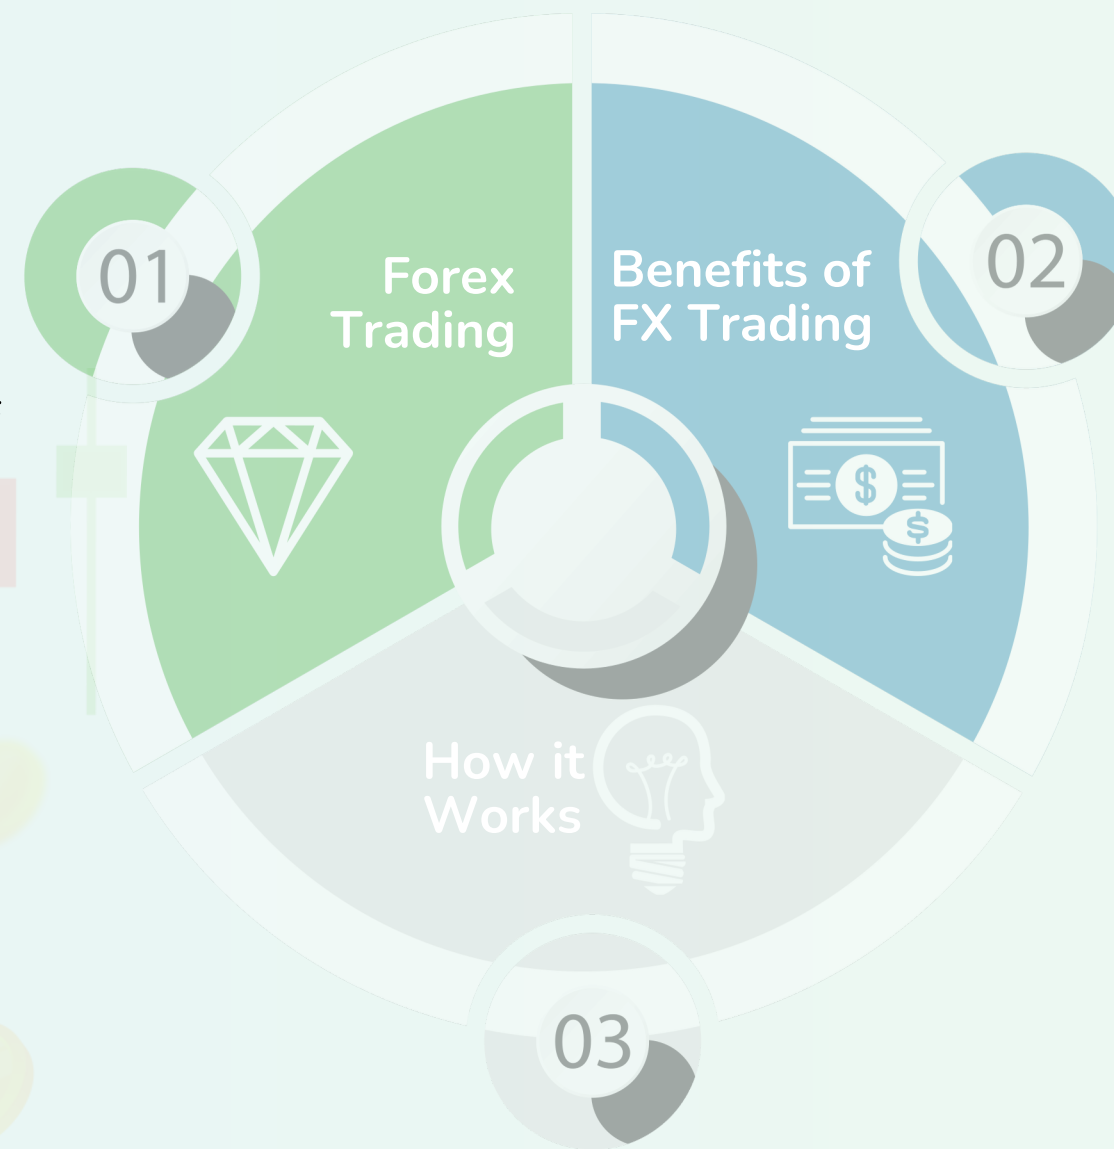 01
Forex
Trading
Benefits of
FX Trading
02
$
$
How it
Works
03